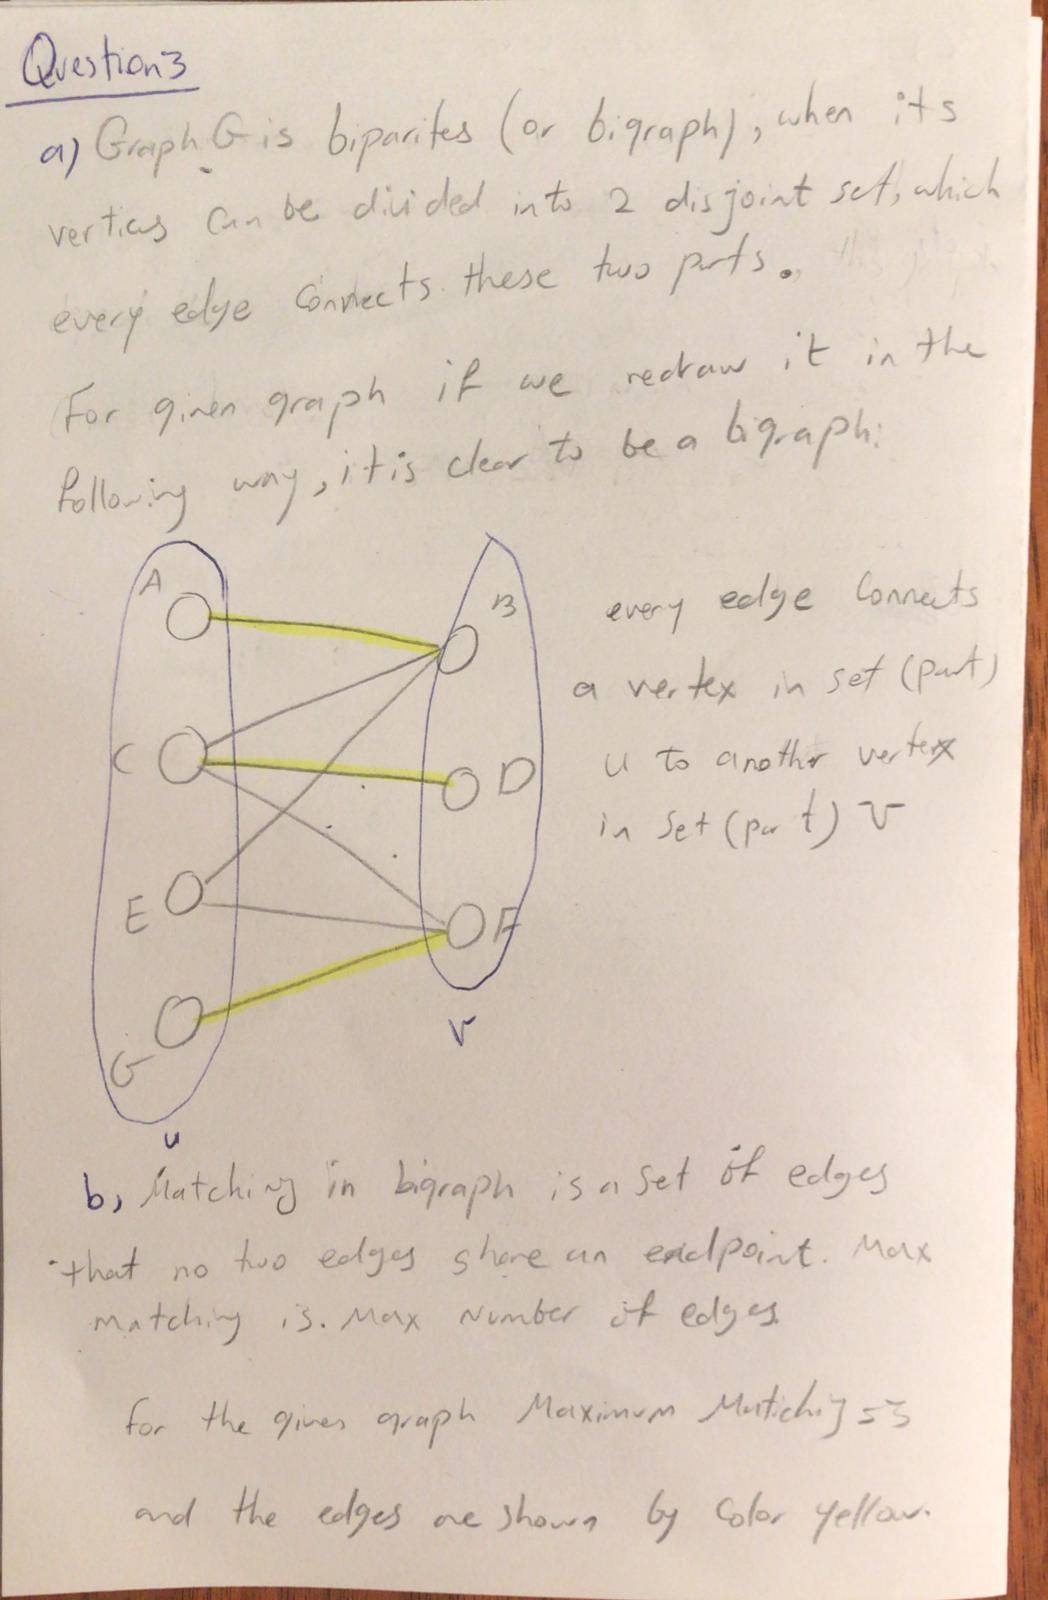 Question3
a) Graph G is biparites (or bigraph), when its
verticus can be divided into 2 disjoint set, which
every edge connects these two parts.
For given graph if we redraw it in the
following way, it is clear to be a bigraph:
A
B
C
D
E
F
G
u
v
every edge connects
a vertex in set (part)
u to another vertex
in set (part) v
b, Matching in bigraph is a set of edges
that no two edges share an endpoint. Max
matching is. Max Number of edges
for the given graph Maximum =3
and the edges are shown by color yellow.